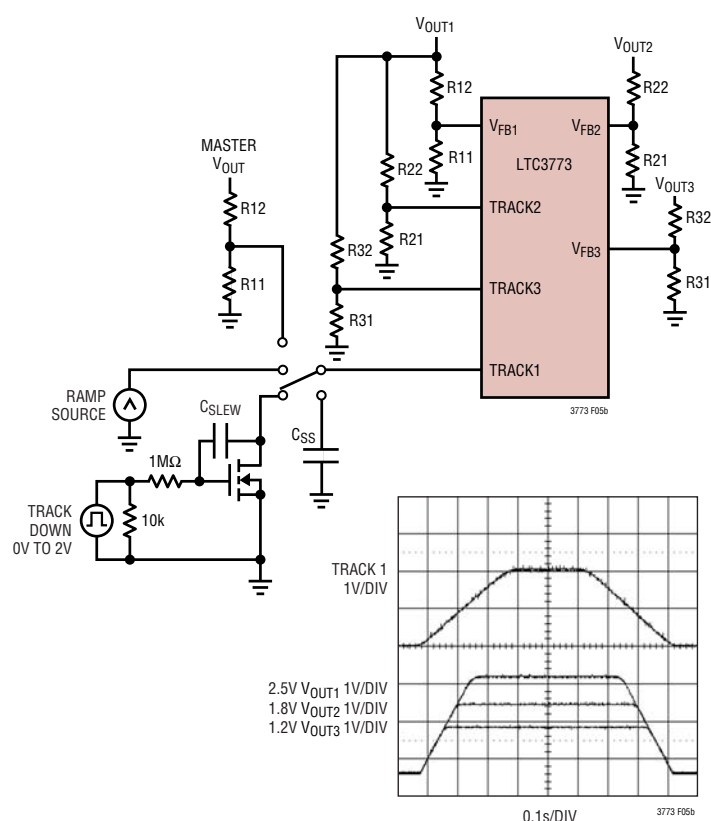 VOUT1
VOUT2
R12
R22
VFB1
VFB2
MASTER
VOUT
R11
LTC3773
R21
R22
VOUT3
R12
TRACK2
R32
R21
R32
VFB3
R11
TRACK3
R31
R31
TRACK1
RAMP
SOURCE
3773 F05b
CSLEW
CSS
1MΩ
TRACK
DOWN
0V TO 2V
10k
TRACK 1
1V/DIV
2.5V VOUT1 1V/DIV
1.8V VOUT2 1V/DIV
1.2V VOUT3 1V/DIV
0.1s/DIV
3773 F05b